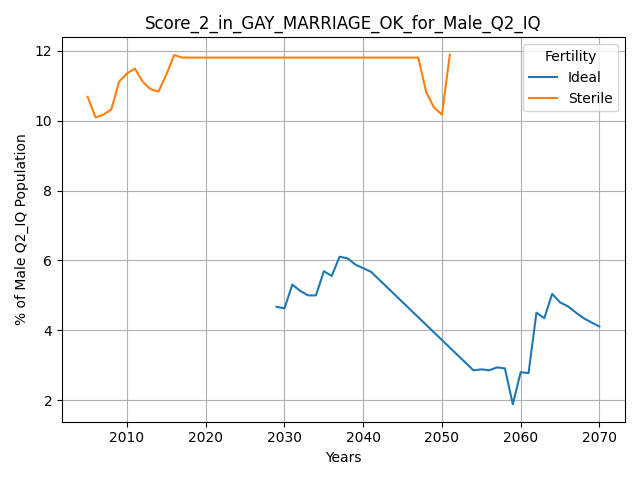 Score_2_in_GAY_MARRIAGE_OK_for_Male_Q2_IQ
% of Male Q2_IQ Population
12
10
8
6
4
2
Fertility
Ideal
Sterile
2010 2020 2030 2040 2050 2060 2070
Years